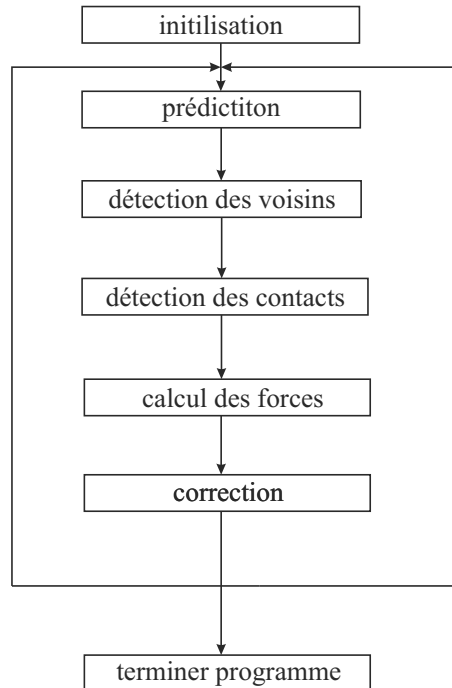 initilisation
prédictiton
détection des voisins
détection des contacts
calcul des forces
correction
terminer programme